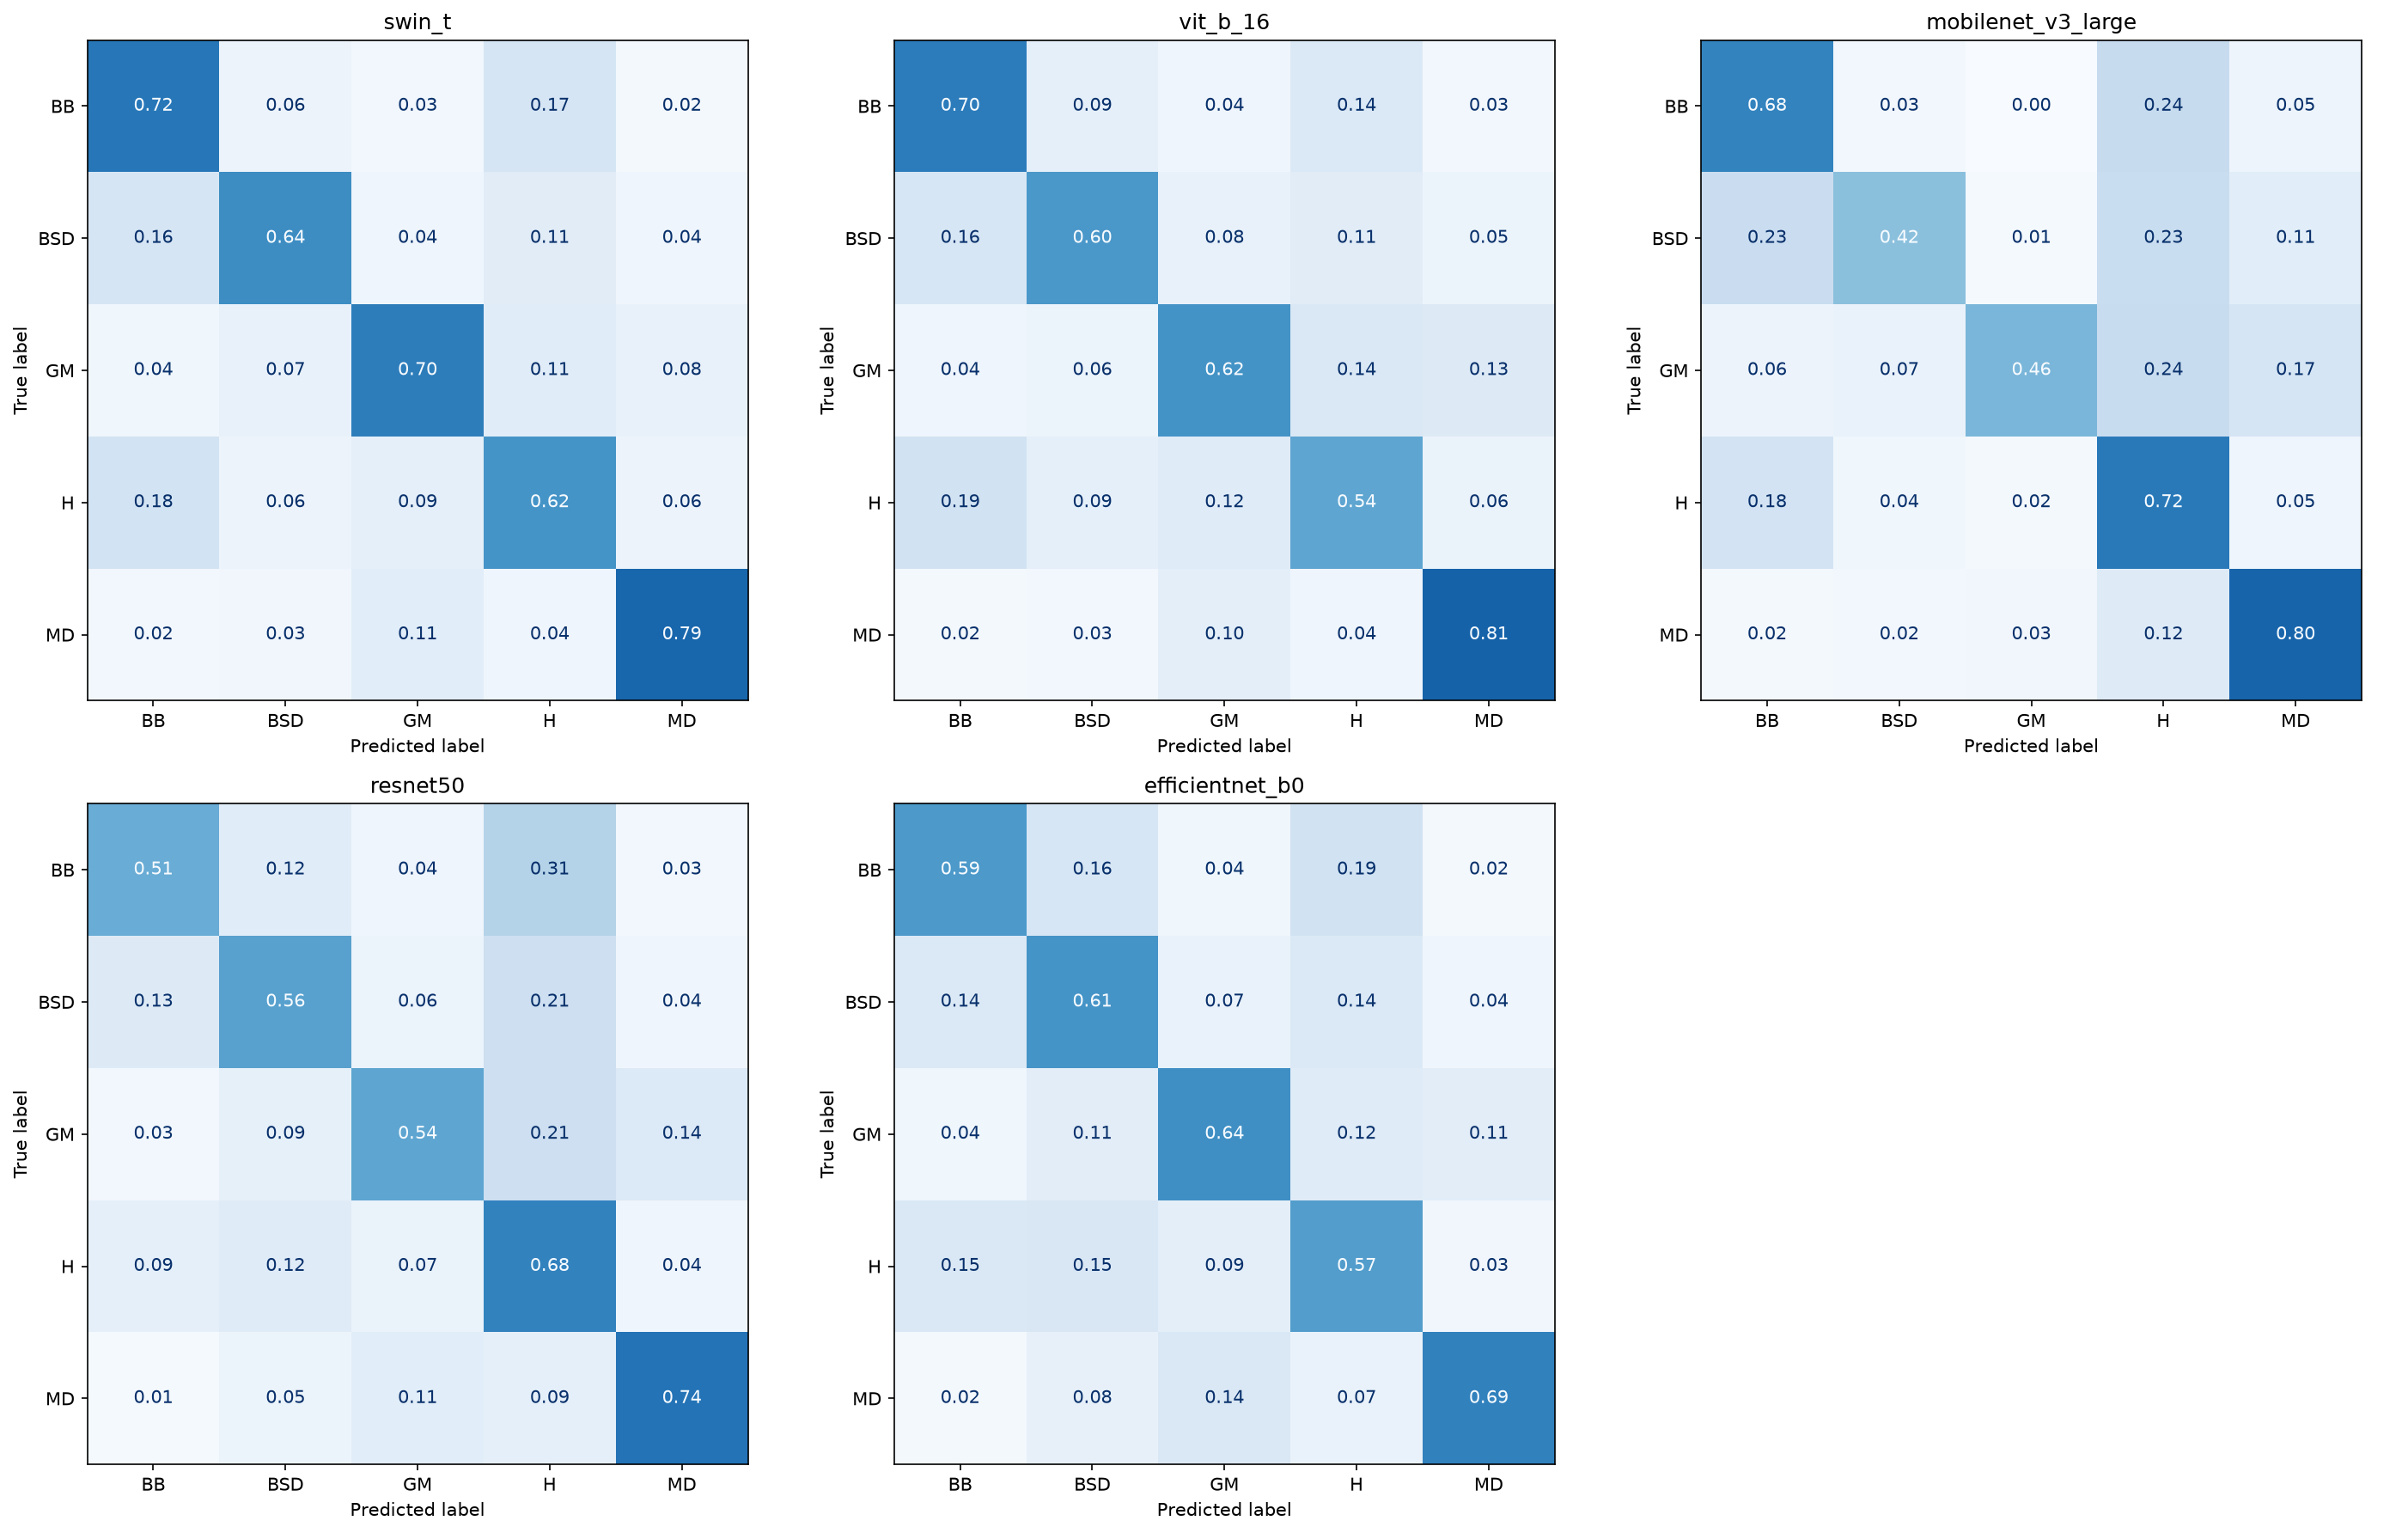 swin_t
BB 0.72 0.06 0.03 0.17 0.02
BSD 0.16 0.64 0.04 0.11 0.04
GM 0.04 0.07 0.70 0.11 0.08
H 0.18 0.06 0.09 0.62 0.06
MD 0.02 0.03 0.11 0.04 0.79
BB BSD GM H MD
True label
Predicted label
vit_b_16
BB 0.70 0.09 0.04 0.14 0.03
BSD 0.16 0.60 0.08 0.11 0.05
GM 0.04 0.06 0.62 0.14 0.13
H 0.19 0.09 0.12 0.54 0.06
MD 0.02 0.03 0.10 0.04 0.81
BB BSD GM H MD
True label
Predicted label
mobilenet_v3_large
BB 0.68 0.03 0.00 0.24 0.05
BSD 0.23 0.42 0.01 0.23 0.11
GM 0.06 0.07 0.46 0.24 0.17
H 0.18 0.04 0.02 0.72 0.05
MD 0.02 0.02 0.03 0.12 0.80
BB BSD GM H MD
True label
Predicted label
resnet50
BB 0.51 0.12 0.04 0.31 0.03
BSD 0.13 0.56 0.06 0.21 0.04
GM 0.03 0.09 0.54 0.21 0.14
H 0.09 0.12 0.07 0.68 0.04
MD 0.01 0.05 0.11 0.09 0.74
BB BSD GM H MD
True label
Predicted label
efficientnet_b0
BB 0.59 0.16 0.04 0.19 0.02
BSD 0.14 0.61 0.07 0.14 0.04
GM 0.04 0.11 0.64 0.12 0.11
H 0.15 0.15 0.09 0.57 0.03
MD 0.02 0.08 0.14 0.07 0.69
BB BSD GM H MD
True label
Predicted label